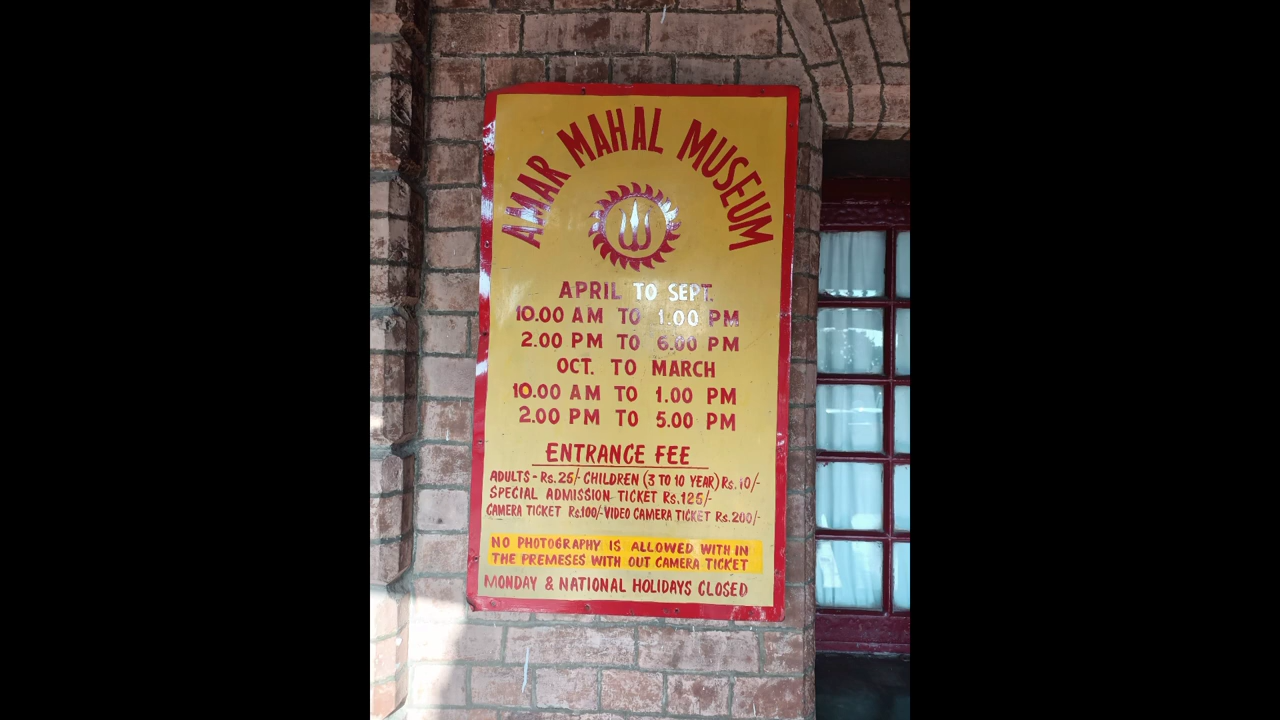 AMAR MAHAL MUSEUM
APRIL TO SEPT.
10.00 AM TO 1.00 PM
2.00 PM TO 6.00 PM
OCT. TO MARCH
10.00 AM TO 1.00 PM
2.00 PM TO 5.00 PM
ENTRANCE FEE
ADULTS - Rs. 25/- CHILDREN (3 TO 10 YEAR) Rs. 10/-
SPECIAL ADMISSION TICKET Rs. 125/-
CAMERA TICKET Rs. 100/- VIDEO CAMERA TICKET Rs. 200/-
NO PHOTOGRAPHY IS ALLOWED WITH IN
THE PREMESES WITH OUT CAMERA TICKET
MONDAY & NATIONAL HOLIDAYS CLOSED